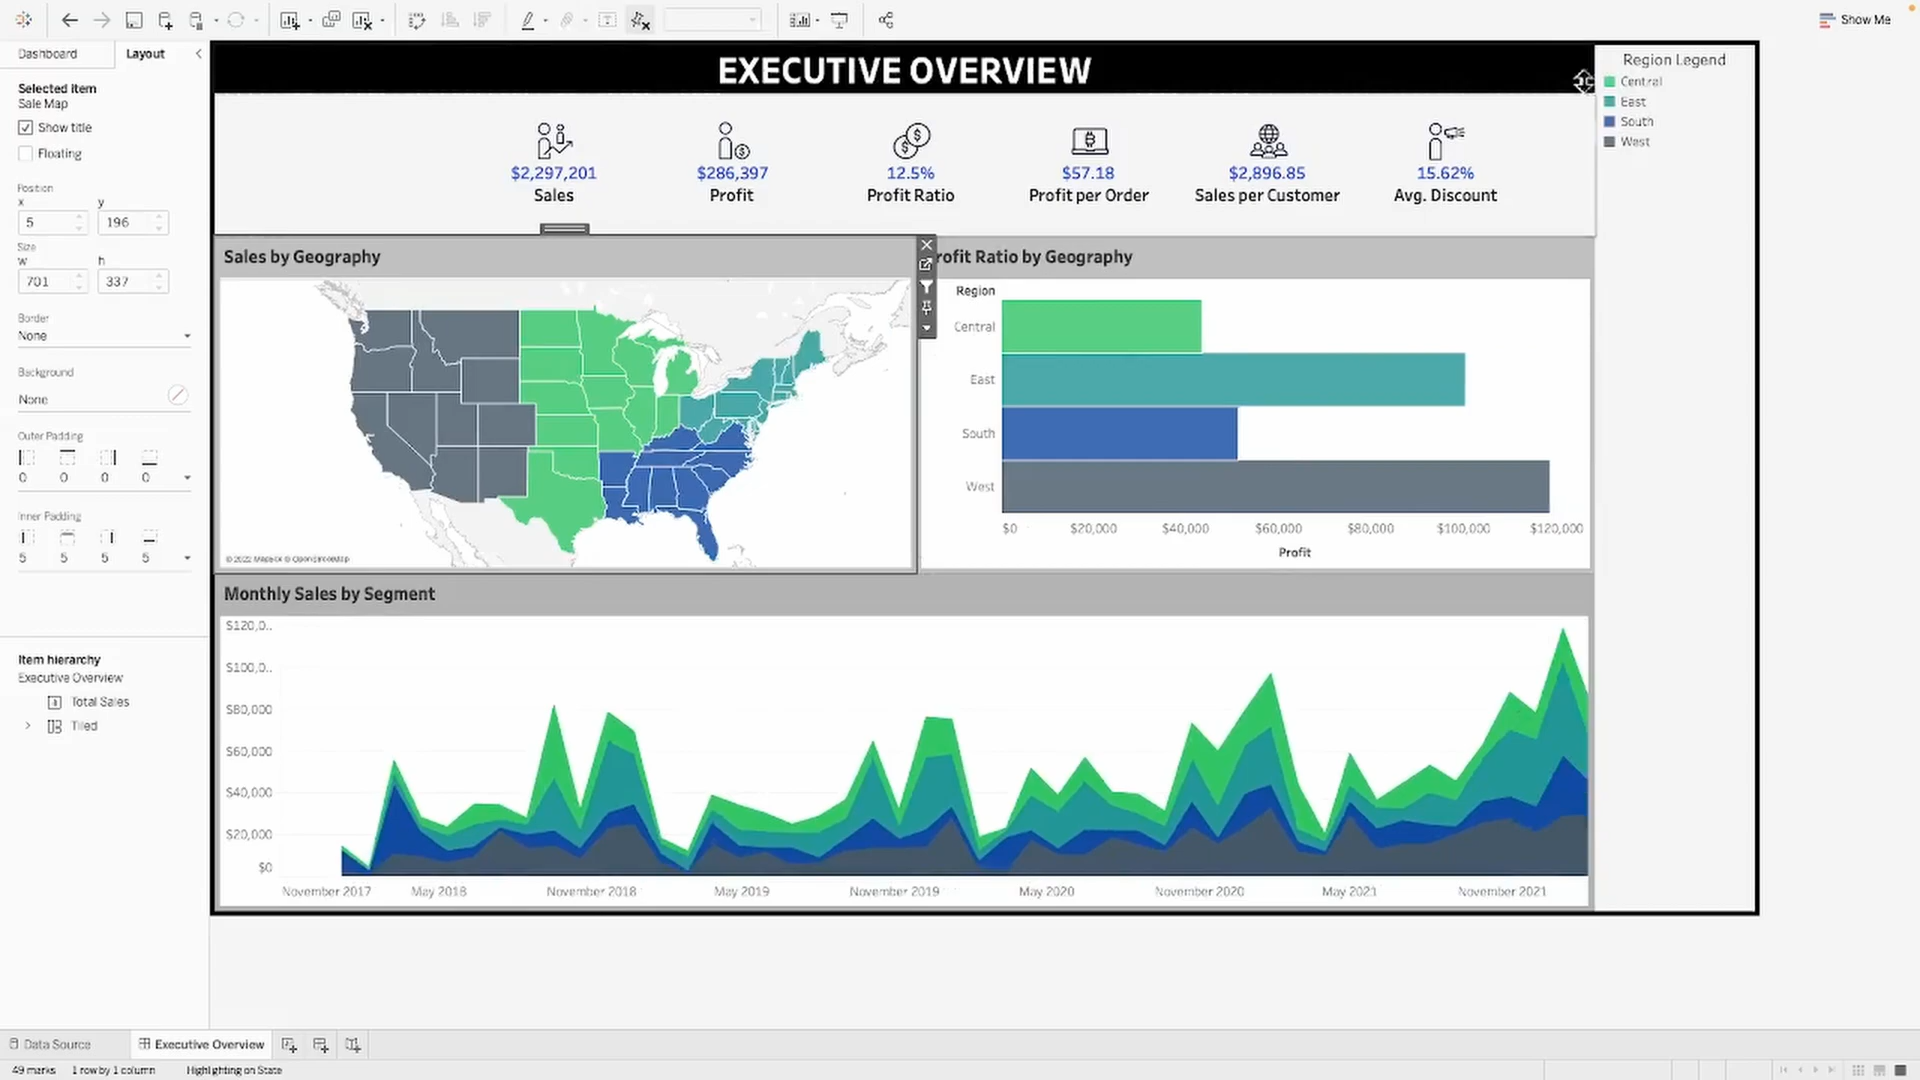 Show Me
Dashboard
Layout
Selected item
Sale Map
Show title
Floating
Position
x
y
5
196
Size
w
h
701
337
Border
None
Background
None
Outer Padding
0
0
0
0
Inner Padding
5
5
5
5
Item hierarchy
Executive Overview
Total Sales
Tiled
EXECUTIVE OVERVIEW
$2,297,201
Sales
$286,397
Profit
12.5%
Profit Ratio
$57.18
Profit per Order
$2,896.85
Sales per Customer
15.62%
Avg. Discount
Region Legend
Central
East
South
West
Sales by Geography
© 2022 Mapbox © OpenStreetMap
rofit Ratio by Geography
Region
Central
East
South
West
$0
$20,000
$40,000
$60,000
$80,000
$100,000
$120,000
Profit
Monthly Sales by Segment
$120,0..
$100,0..
$80,000
$60,000
$40,000
$20,000
$0
November 2017
May 2018
November 2018
May 2019
November 2019
May 2020
November 2020
May 2021
November 2021
Data Source
Executive Overview
49 marks
1 row by 1 column
Highlighting on State